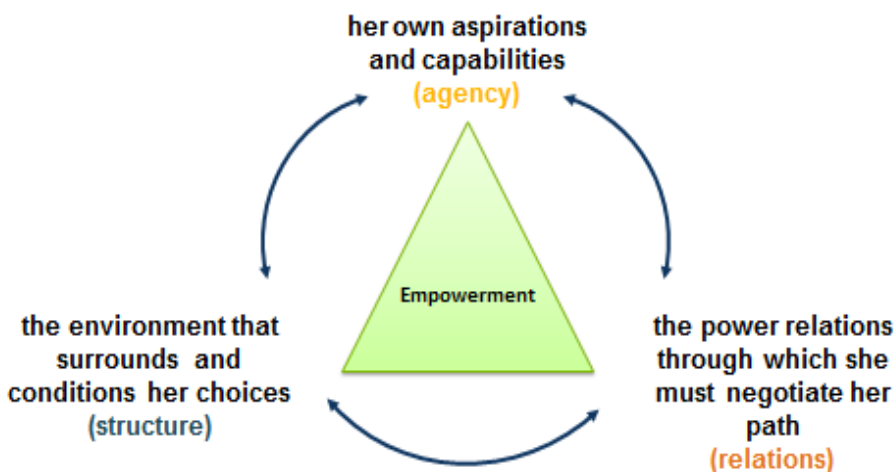 her own aspirations
and capabilities
(agency)
Empowerment
the environment that
surrounds and
conditions her choices
(structure)
the power relations
through which she
must negotiate her
path
(relations)